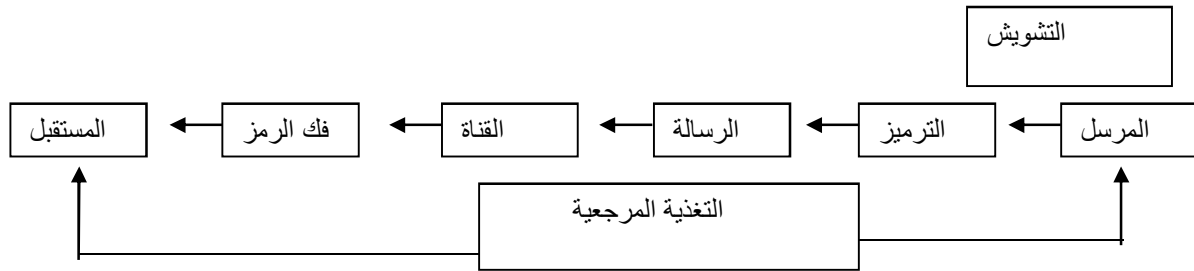 التشويش
المرسل
الترميز
الرسالة
القناة
فك الرمز
المستقبل
التغذية المرجعية